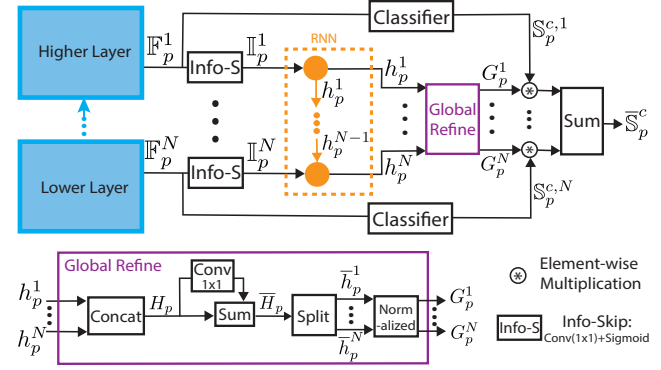 Classifier
Higher Layer
𝔽_p^1
Info-S
𝕀_p^1
RNN
h_p^1
h_p^1
Global
Refine
G_p^1
𝕊_p^{c,1}
h_p^{N-1}
Sum
𝕊̅_p^c
Lower Layer
𝔽_p^N
Info-S
𝕀_p^N
h_p^N
G_p^N
Classifier
𝕊_p^{c,N}
Global Refine
h_p^1
h_p^N
Concat
H_p
Conv
1x1
Sum
H̅_p
Split
h̅_p^1
h̅_p^N
Norm
-alized
G_p^1
G_p^N
Element-wise
Multiplication
Info-S
Info-Skip:
Conv(1x1)+Sigmoid